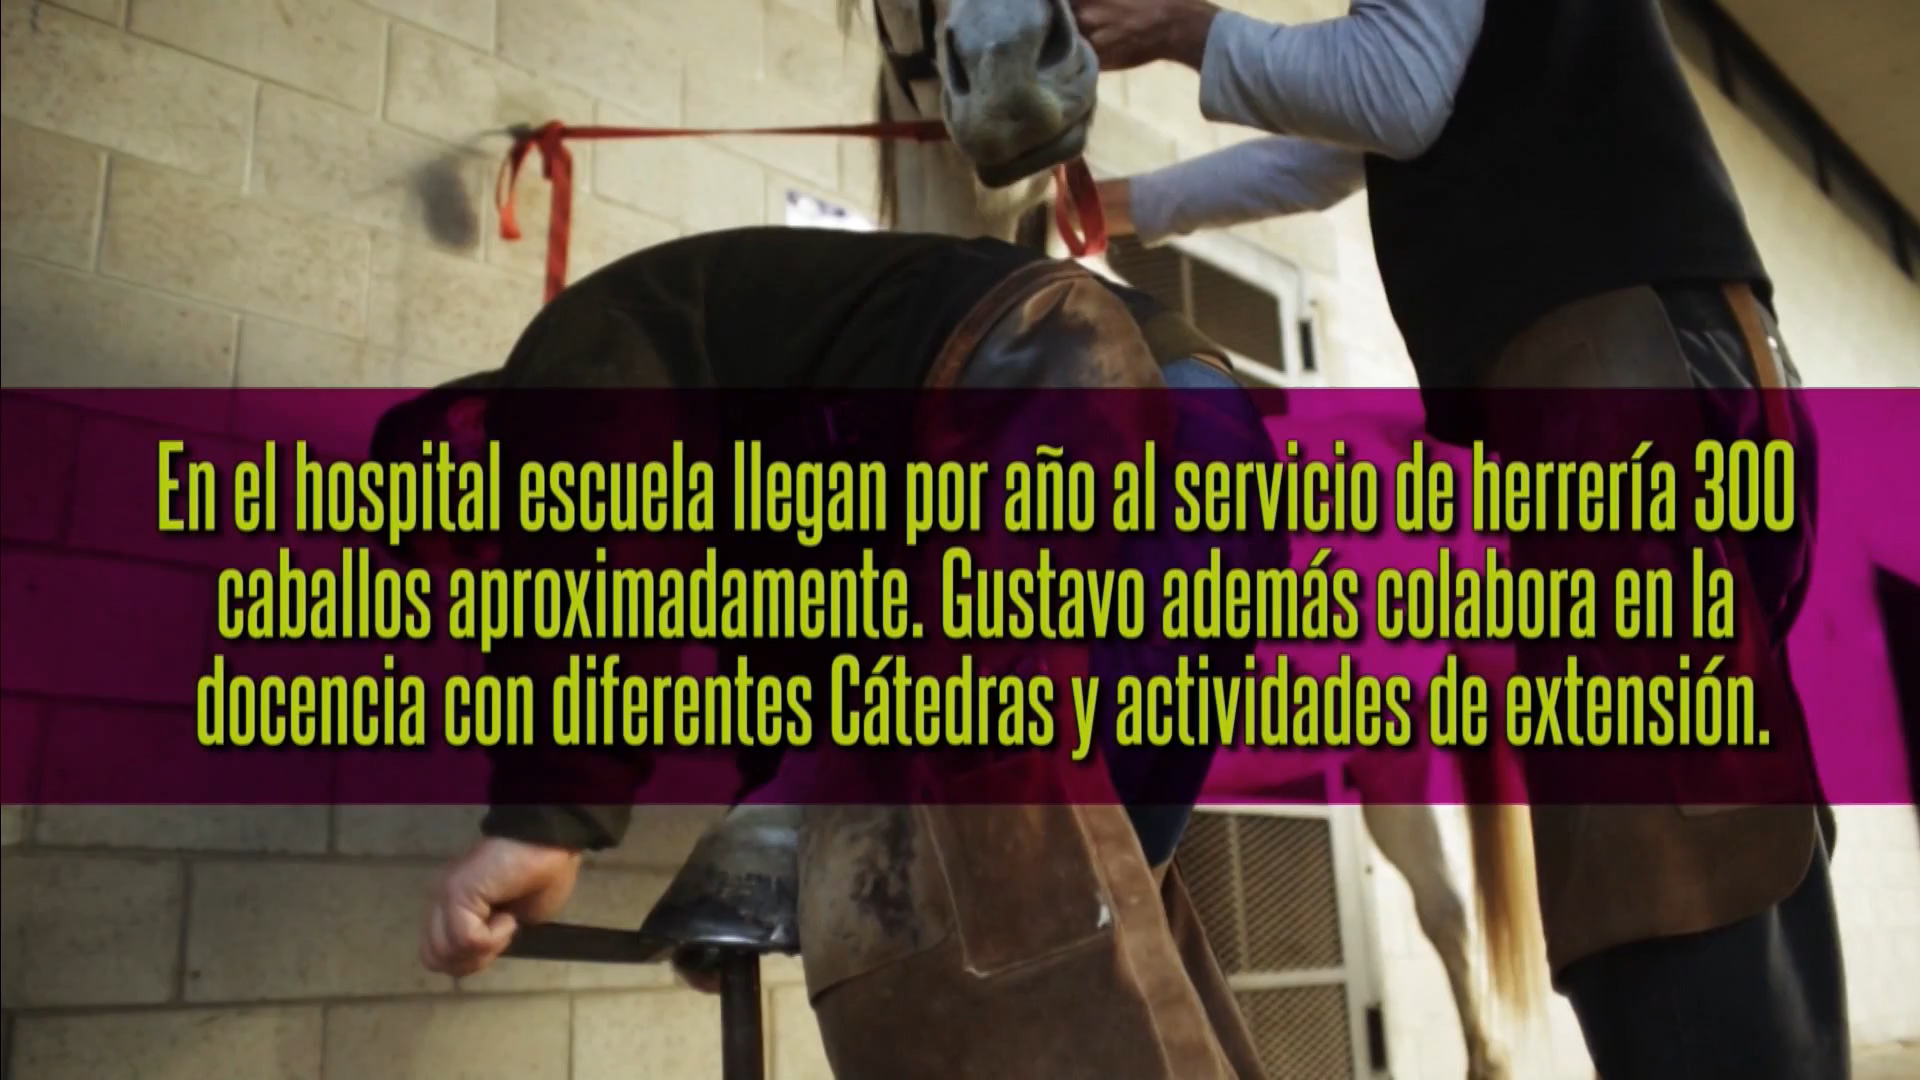 En el hospital escuela llegan por año al servicio de herrería 300
caballos aproximadamente. Gustavo además colabora en la
docencia con diferentes Cátedras y actividades de extensión.